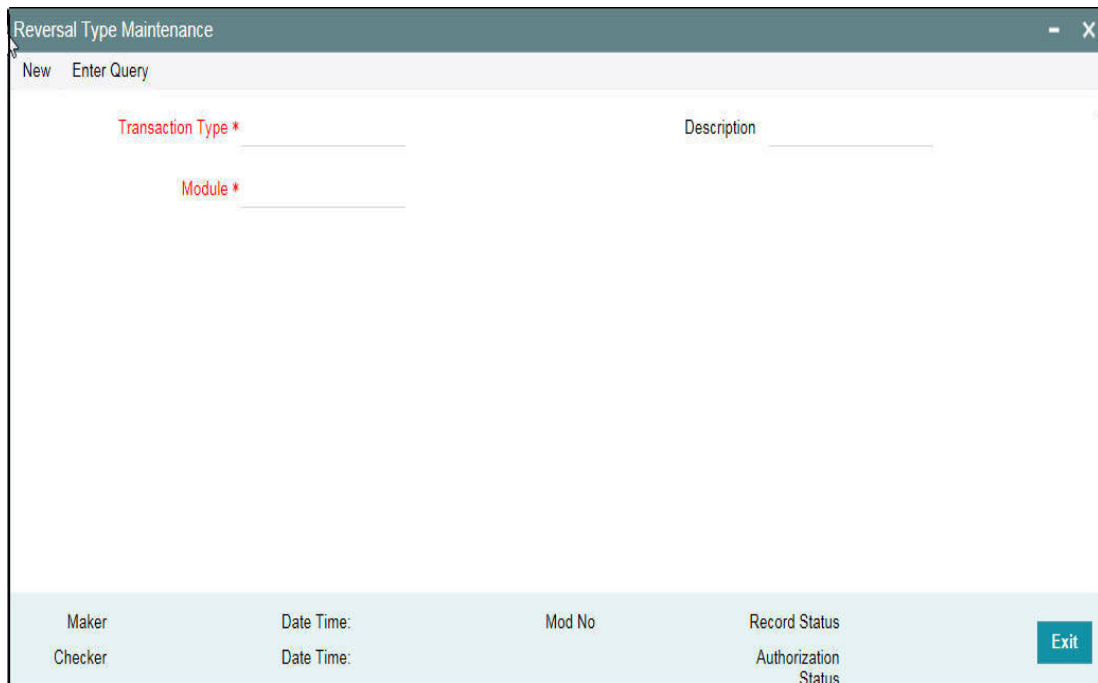 Reversal Type Maintenance
New Enter Query
Transaction Type * Description
Module *
Maker Date Time: Mod No Record Status
Checker Date Time: Authorization
Status
Exit